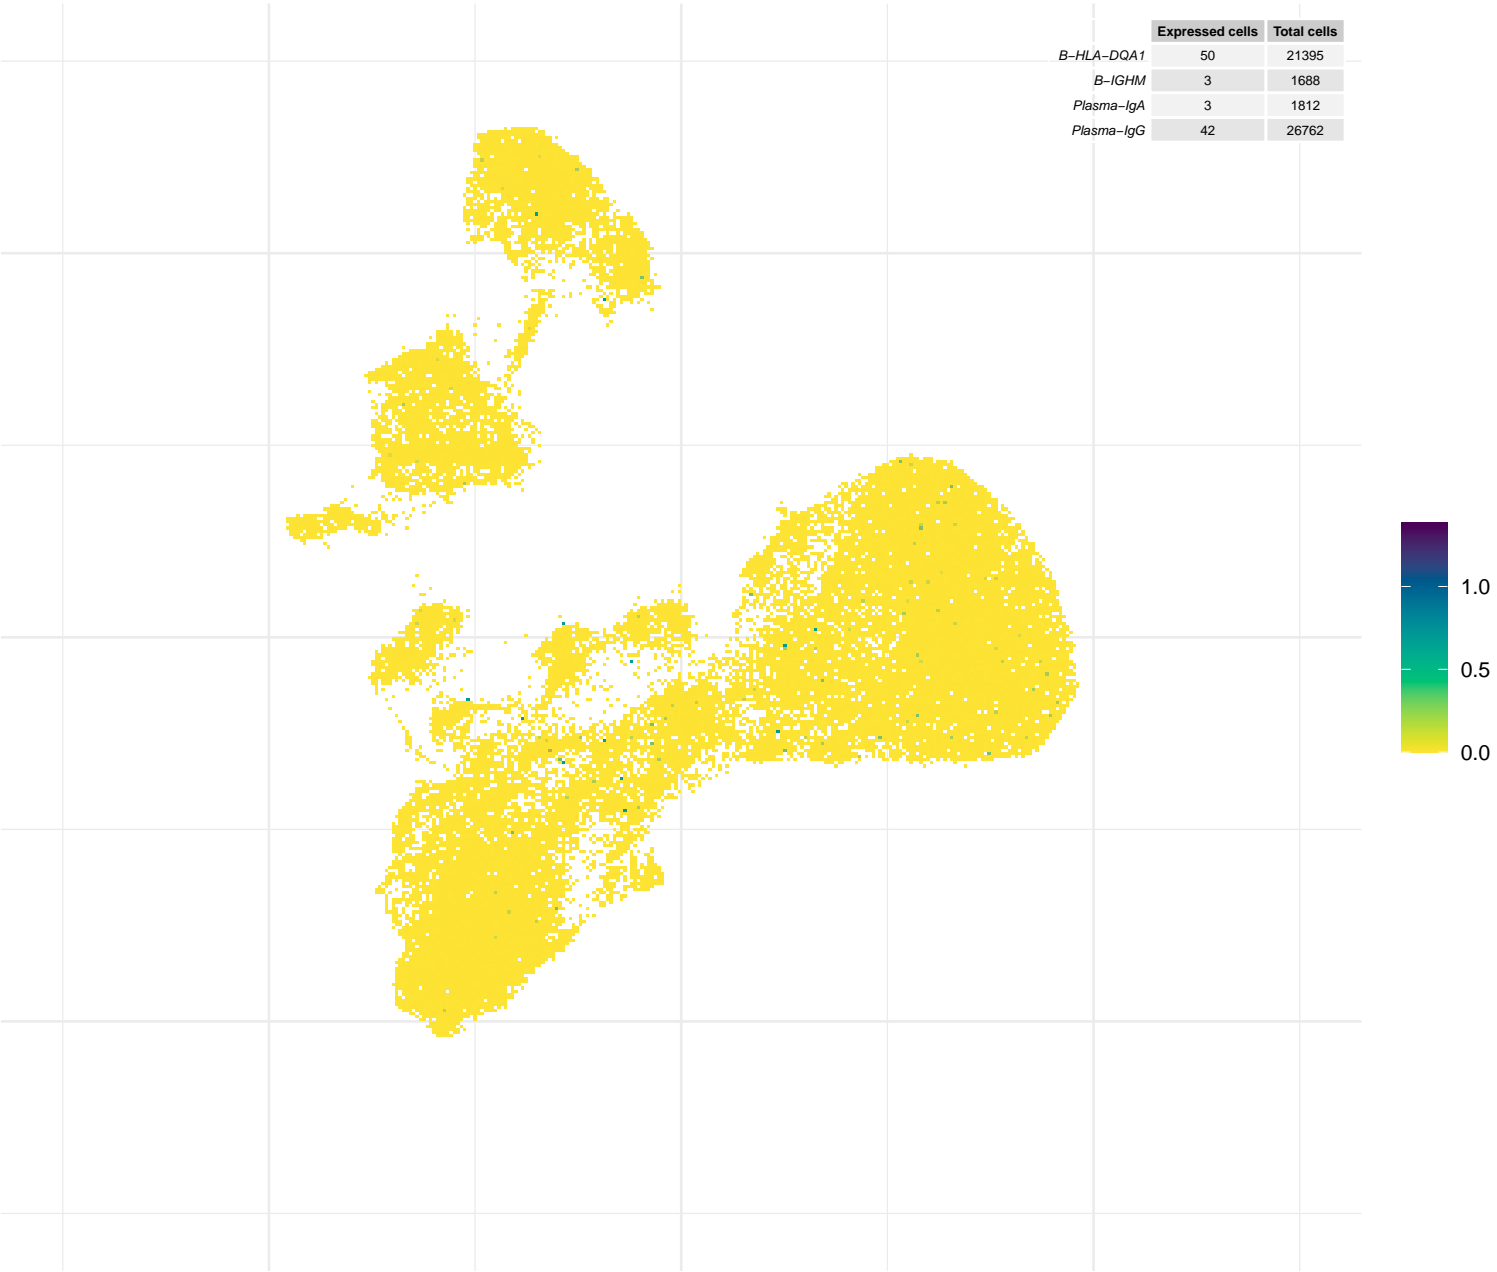 Expressed cells Total cells
B−HLA−DQA1 50 21395
B−IGHM 3 1688
Plasma−IgA 3 1812
Plasma−IgG 42 26762
1.0
0.5
0.0